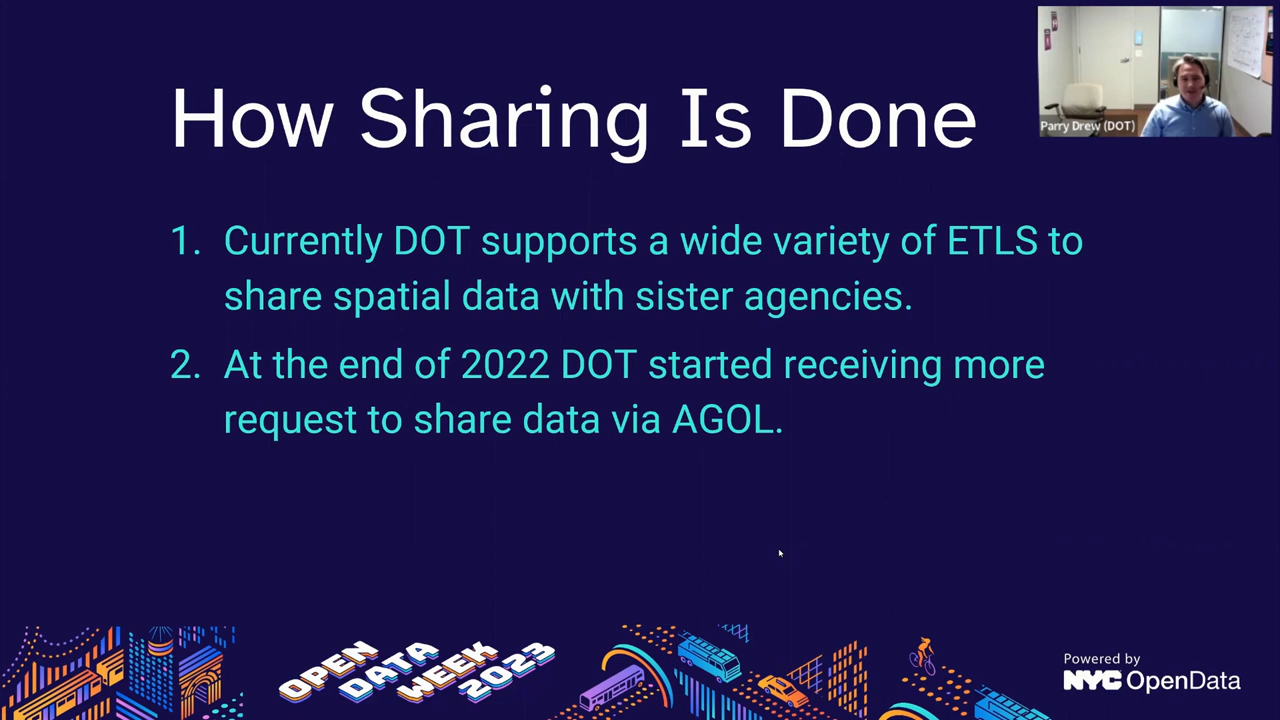 How Sharing Is Done
Parry Drew (DOT)
1. Currently DOT supports a wide variety of ETLS to
share spatial data with sister agencies.
2. At the end of 2022 DOT started receiving more
request to share data via AGOL.
OPEN
DATA
WEEK
2023
Powered by
NYC OpenData